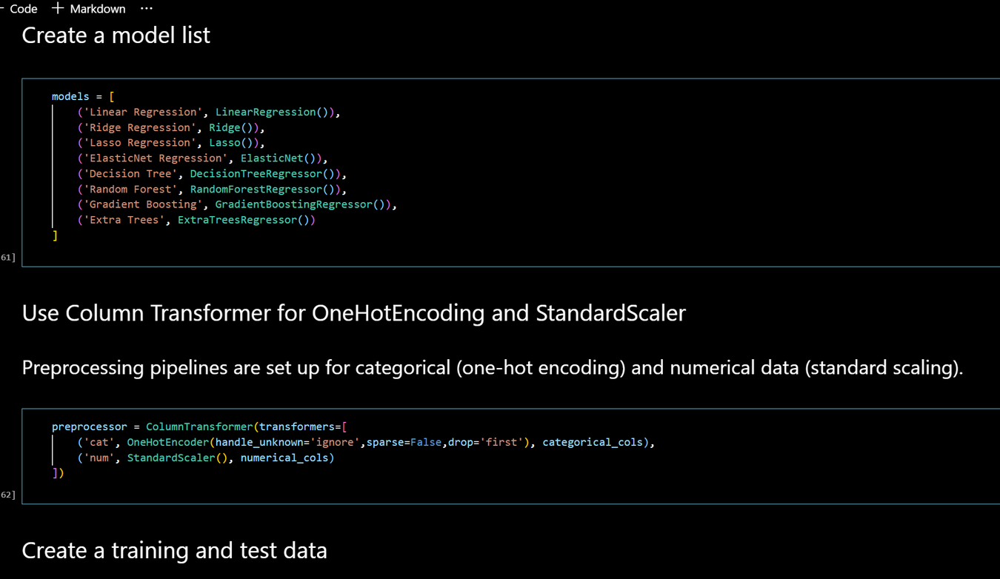 Code + Markdown ...
Create a model list
models = [
('Linear Regression', LinearRegression()),
('Ridge Regression', Ridge()),
('Lasso Regression', Lasso()),
('ElasticNet Regression', ElasticNet()),
('Decision Tree', DecisionTreeRegressor()),
('Random Forest', RandomForestRegressor()),
('Gradient Boosting', GradientBoostingRegressor()),
('Extra Trees', ExtraTreesRegressor())
]
61]
Use Column Transformer for OneHotEncoding and StandardScaler
Preprocessing pipelines are set up for categorical (one-hot encoding) and numerical data (standard scaling).
preprocessor = ColumnTransformer(transformers=[
('cat', OneHotEncoder(handle_unknown='ignore',sparse=False,drop='first'), categorical_cols),
('num', StandardScaler(), numerical_cols)
])
62]
Create a training and test data